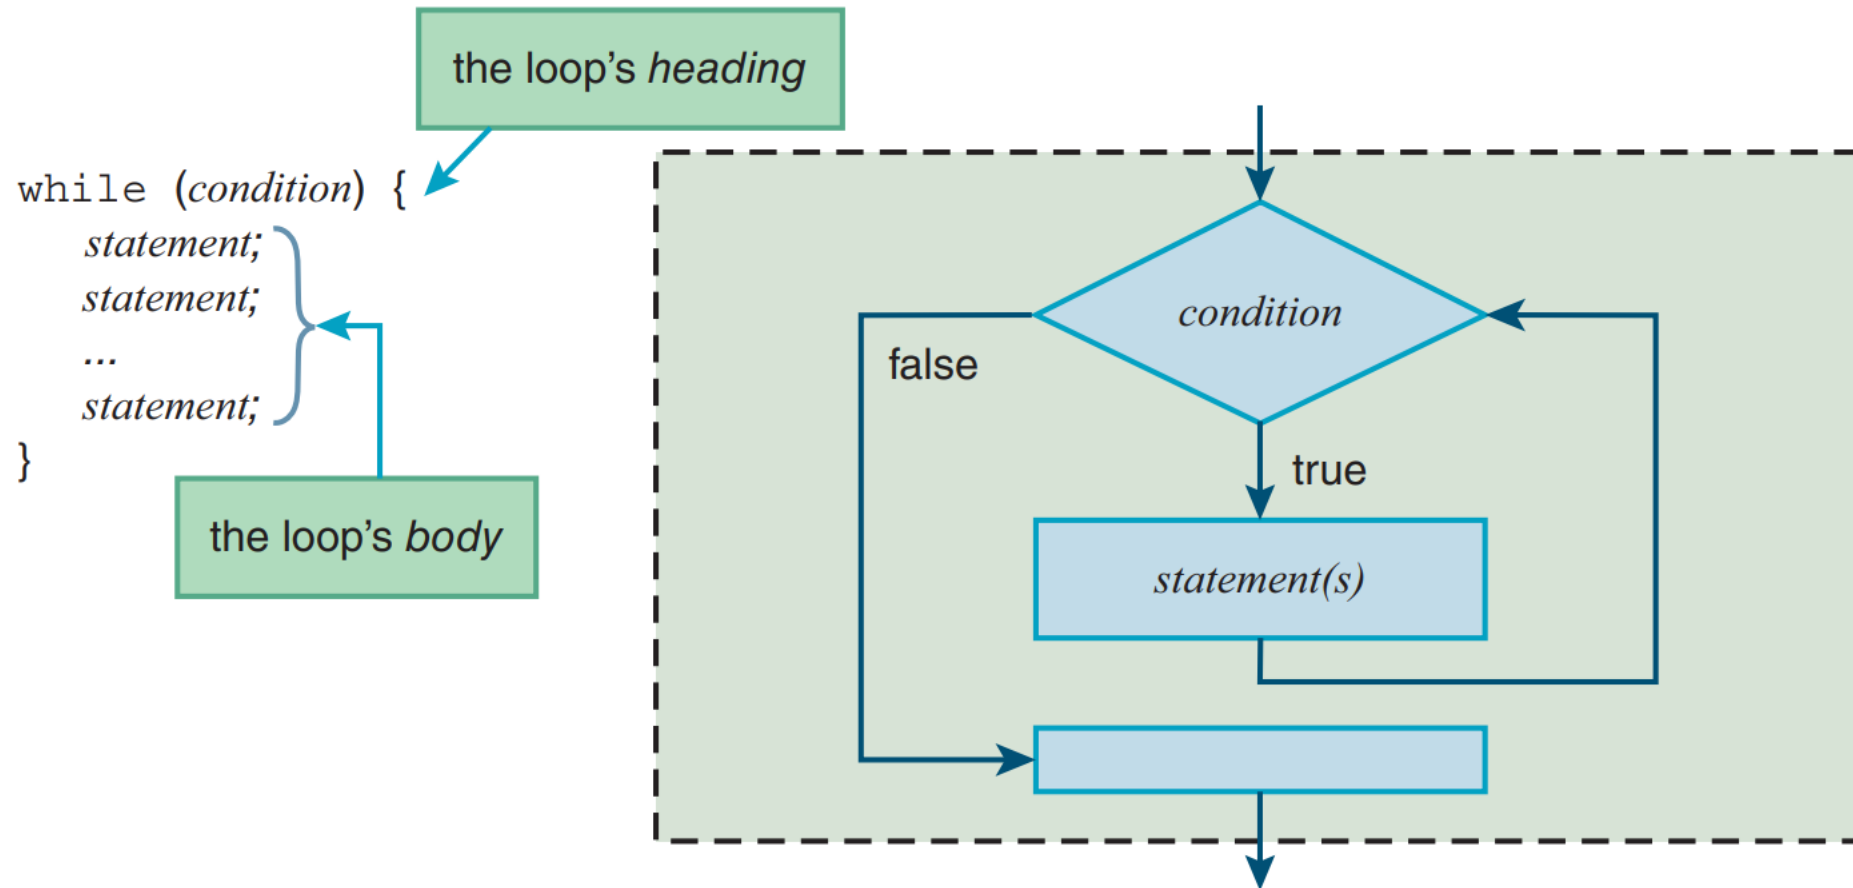 the loop's heading
while (condition) {
statement;
statement;
...
statement;
}
the loop's body
condition
false
true
statement(s)